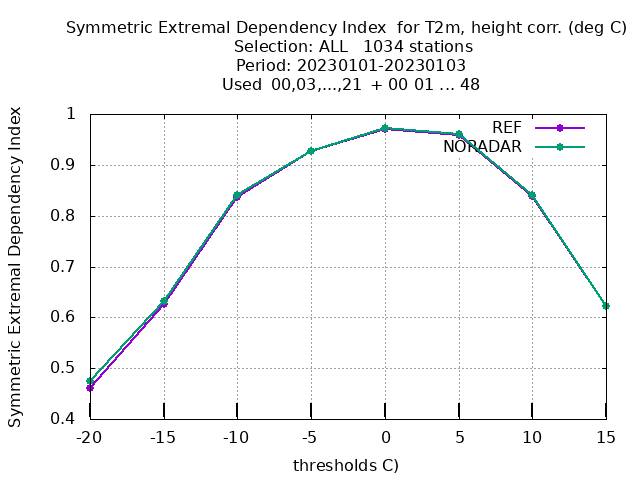 Symmetric Extremal Dependency Index  for T2m, height corr. (deg C)
Selection: ALL   1034 stations
Period: 20230101-20230103
Used  00,03,...,21  + 00 01 ... 48
Symmetric Extremal Dependency Index
1
0.9
0.8
0.7
0.6
0.5
0.4
REF
NORADAR
-20 -15 -10 -5 0 5 10 15
thresholds C)